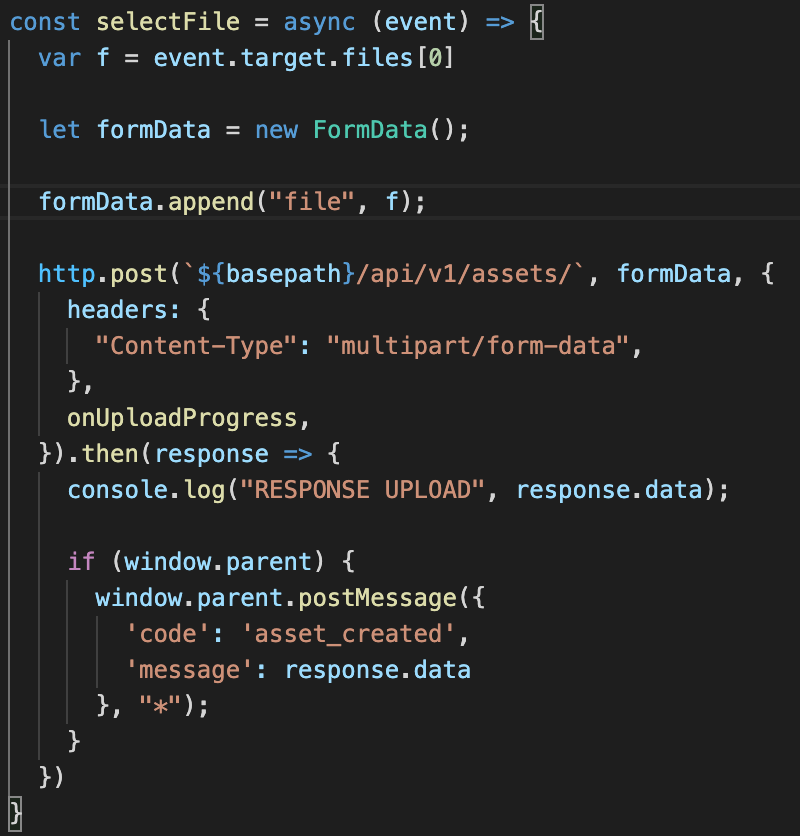 const selectFile = async (event) => {
  var f = event.target.files[0]

  let formData = new FormData();

  formData.append("file", f);

  http.post(`${basepath}/api/v1/assets/`, formData, {
    headers: {
      "Content-Type": "multipart/form-data",
    },
    onUploadProgress,
  }).then(response => {
    console.log("RESPONSE UPLOAD", response.data);

    if (window.parent) {
      window.parent.postMessage({
        'code': 'asset_created',
        'message': response.data
      }, "*");
    }
  })
}